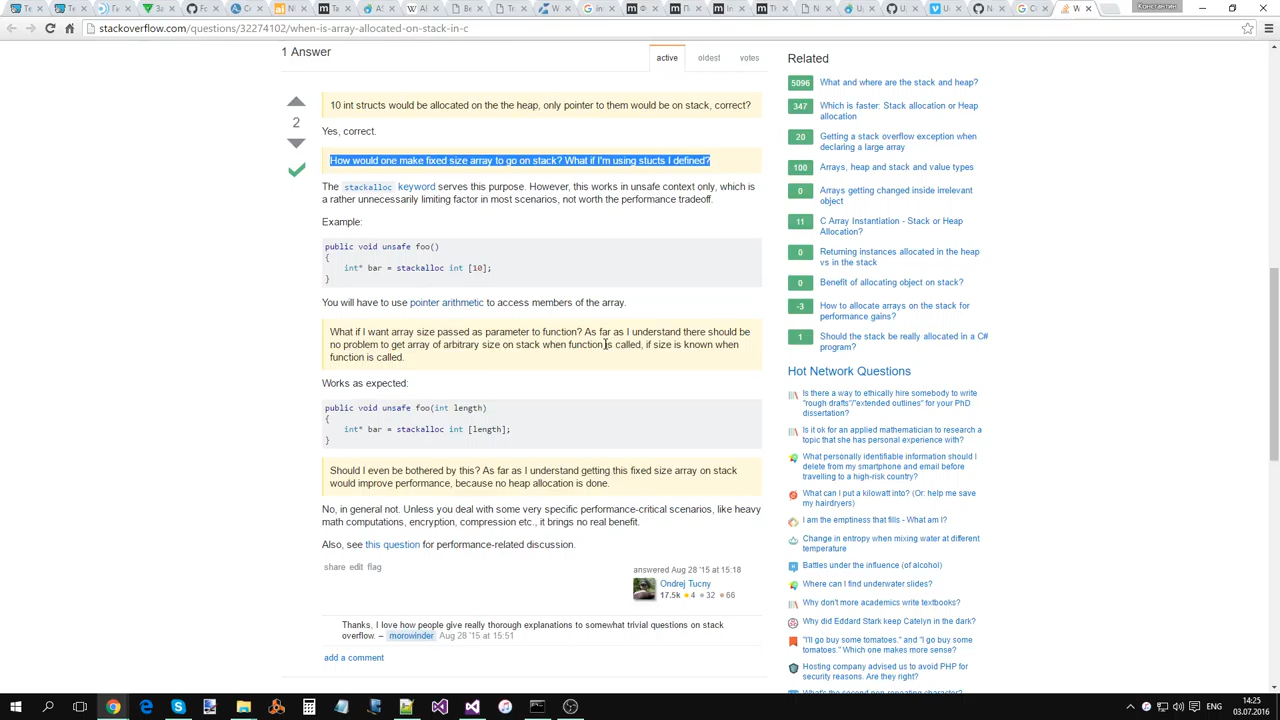 Константин
stackoverflow.com/questions/32274102/when-is-array-allocated-on-stack-in-c
1 Answer
active oldest votes
2
10 int structs would be allocated on the the heap, only pointer to them would be on stack, correct?
Yes, correct.
How would one make fixed size array to go on stack? What if I'm using stucts I defined?
The stackalloc keyword serves this purpose. However, this works in unsafe context only, which is
a rather unnecessarily limiting factor in most scenarios, not worth the performance tradeoff.
Example:
public void unsafe foo()
{
int* bar = stackalloc int [10];
}
You will have to use pointer arithmetic to access members of the array.
What if I want array size passed as parameter to function? As far as I understand there should be
no problem to get array of arbitrary size on stack when function is called, if size is known when
function is called.
Works as expected:
public void unsafe foo(int length)
{
int* bar = stackalloc int [length];
}
Should I even be bothered by this? As far as I understand getting this fixed size array on stack
would improve perfomance, because no heap allocation is done.
No, in general not. Unless you deal with some very specific performance-critical scenarios, like heavy
math computations, encryption, compression etc., it brings no real benefit.
Also, see this question for performance-related discussion.
share edit flag
answered Aug 28 '15 at 15:18
Ondrej Tucny
17.5k 4 32 66
Thanks, I love how people give really thorough explanations to somewhat trivial questions on stack
overflow. – morowinder Aug 28 '15 at 15:51
add a comment
Related
5096 What and where are the stack and heap?
347 Which is faster: Stack allocation or Heap
allocation
20 Getting a stack overflow exception when
declaring a large array
100 Arrays, heap and stack and value types
0 Arrays getting changed inside irrelevant
object
11 C Array Instantiation - Stack or Heap
Allocation?
0 Returning instances allocated in the heap
vs in the stack
0 Benefit of allocating object on stack?
-3 How to allocate arrays on the stack for
performance gains?
1 Should the stack be really allocated in a C#
program?
Hot Network Questions
Is there a way to ethically hire somebody to write
"rough drafts"/"extended outlines" for your PhD
dissertation?
Is it ok for an applied mathematician to research a
topic that she has personal experience with?
What personally identifiable information should I
delete from my smartphone and email before
travelling to a high-risk country?
What can I put a kilowatt into? (Or: help me save
my hairdryers)
I am the emptiness that fills - What am I?
Change in entropy when mixing water at different
temperature
Battles under the influence (of alcohol)
Where can I find underwater slides?
Why don't more academics write textbooks?
Why did Eddard Stark keep Catelyn in the dark?
"I'll go buy some tomatoes." and "I go buy some
tomatoes." Which one makes more sense?
Hosting company advised us to avoid PHP for
security reasons. Are they right?
What's the second non-repeating character?
ENG
14:25
03.07.2016